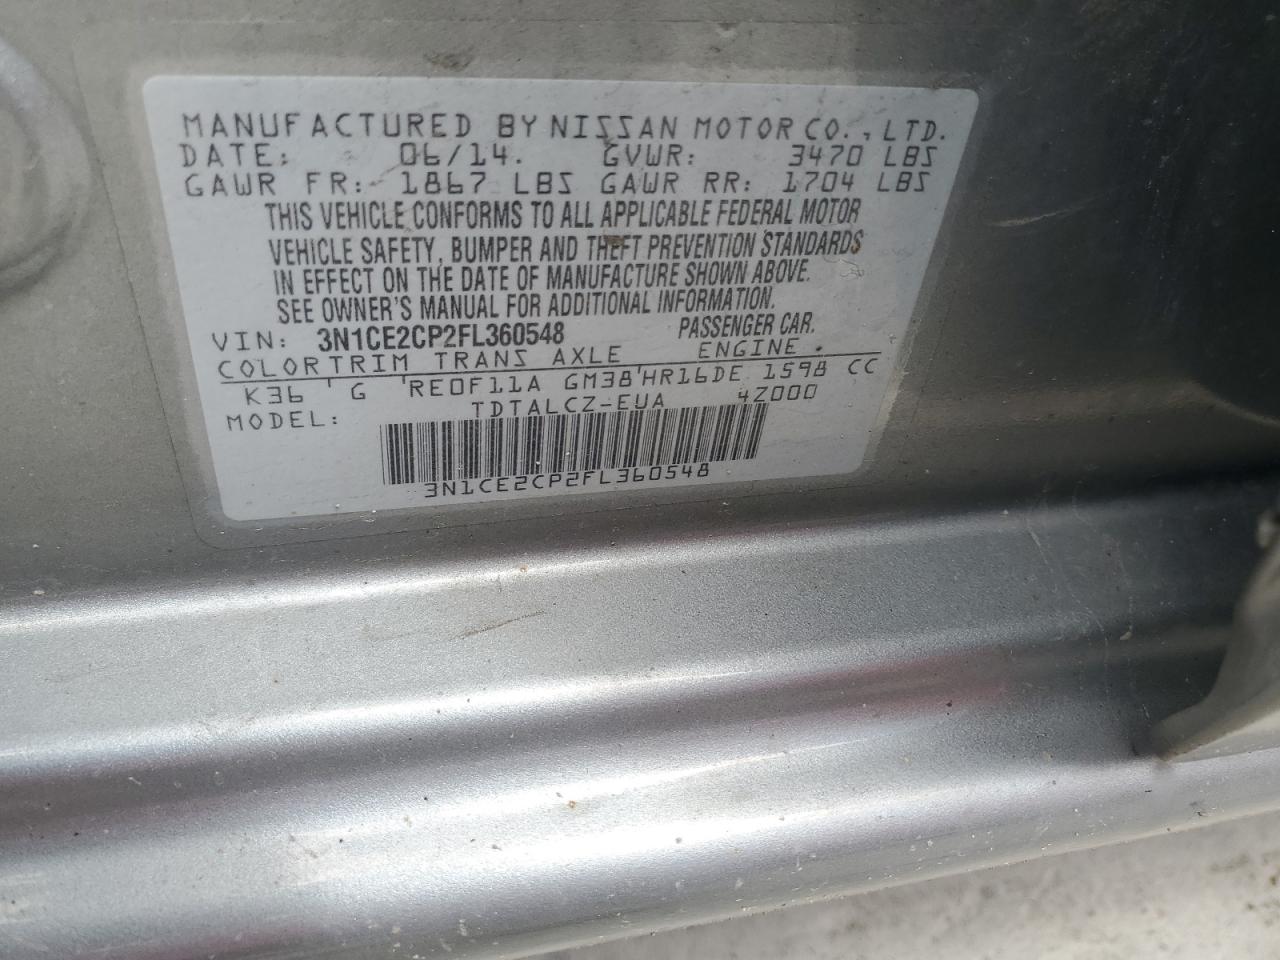 MANUFACTURED BY NISSAN MOTOR CO., LTD.
DATE: 06/14. GVWR: 3470 LBS
GAWR FR: 1867 LBS GAWR RR: 1704 LBS
THIS VEHICLE CONFORMS TO ALL APPLICABLE FEDERAL MOTOR
VEHICLE SAFETY, BUMPER AND THEFT PREVENTION STANDARDS
IN EFFECT ON THE DATE OF MANUFACTURE SHOWN ABOVE.
SEE OWNER'S MANUAL FOR ADDITIONAL INFORMATION.
VIN: 3N1CE2CP2FL360548 PASSENGER CAR.
COLOR TRIM TRANS AXLE ENGINE
K36 G RE0F11A GM38 HR16DE 1598 CC
MODEL: TDTALCZ-EUA 4Z000
3N1CE2CP2FL360548